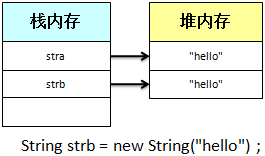 栈内存 堆内存
stra "hello"
strb "hello"
String strb = new String("hello") ;